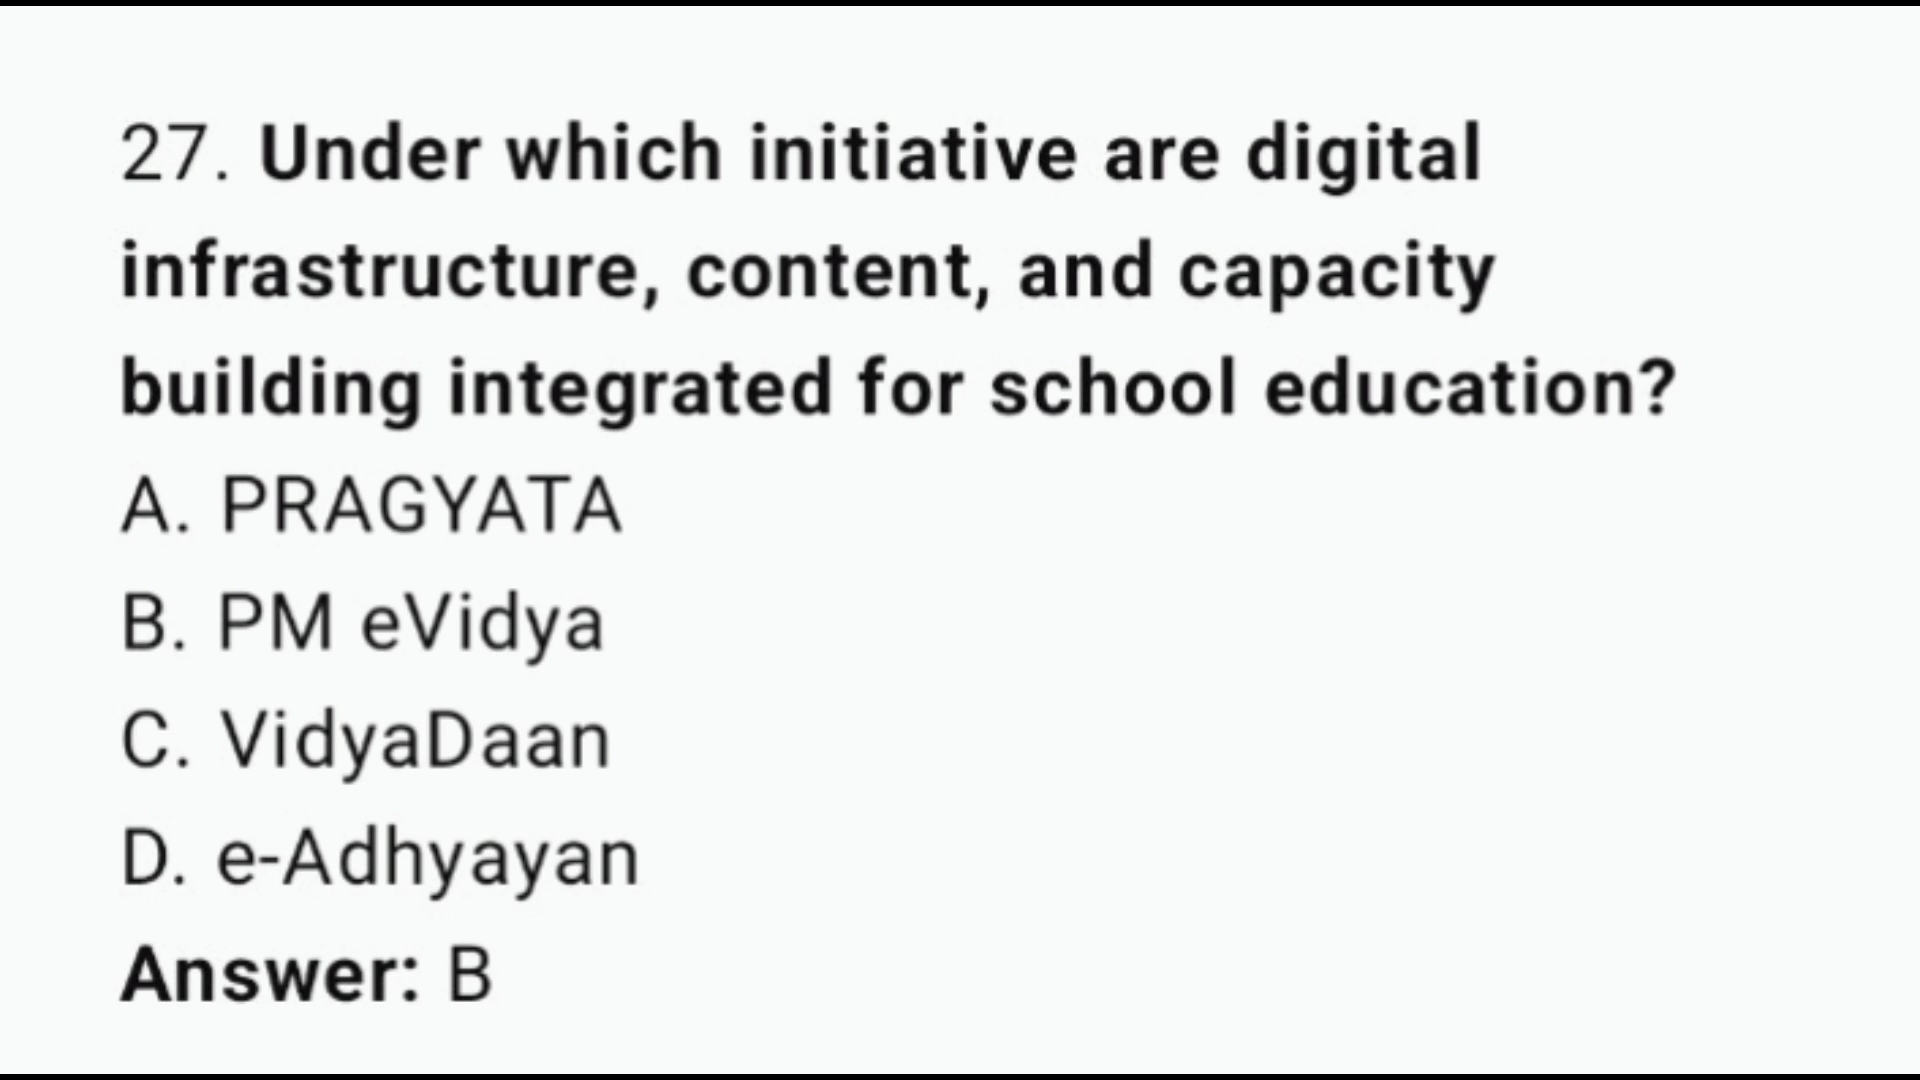 27. Under which initiative are digital
infrastructure, content, and capacity
building integrated for school education?
A. PRAGYATA
B. PM eVidya
C. VidyaDaan
D. e-Adhyayan
Answer: B